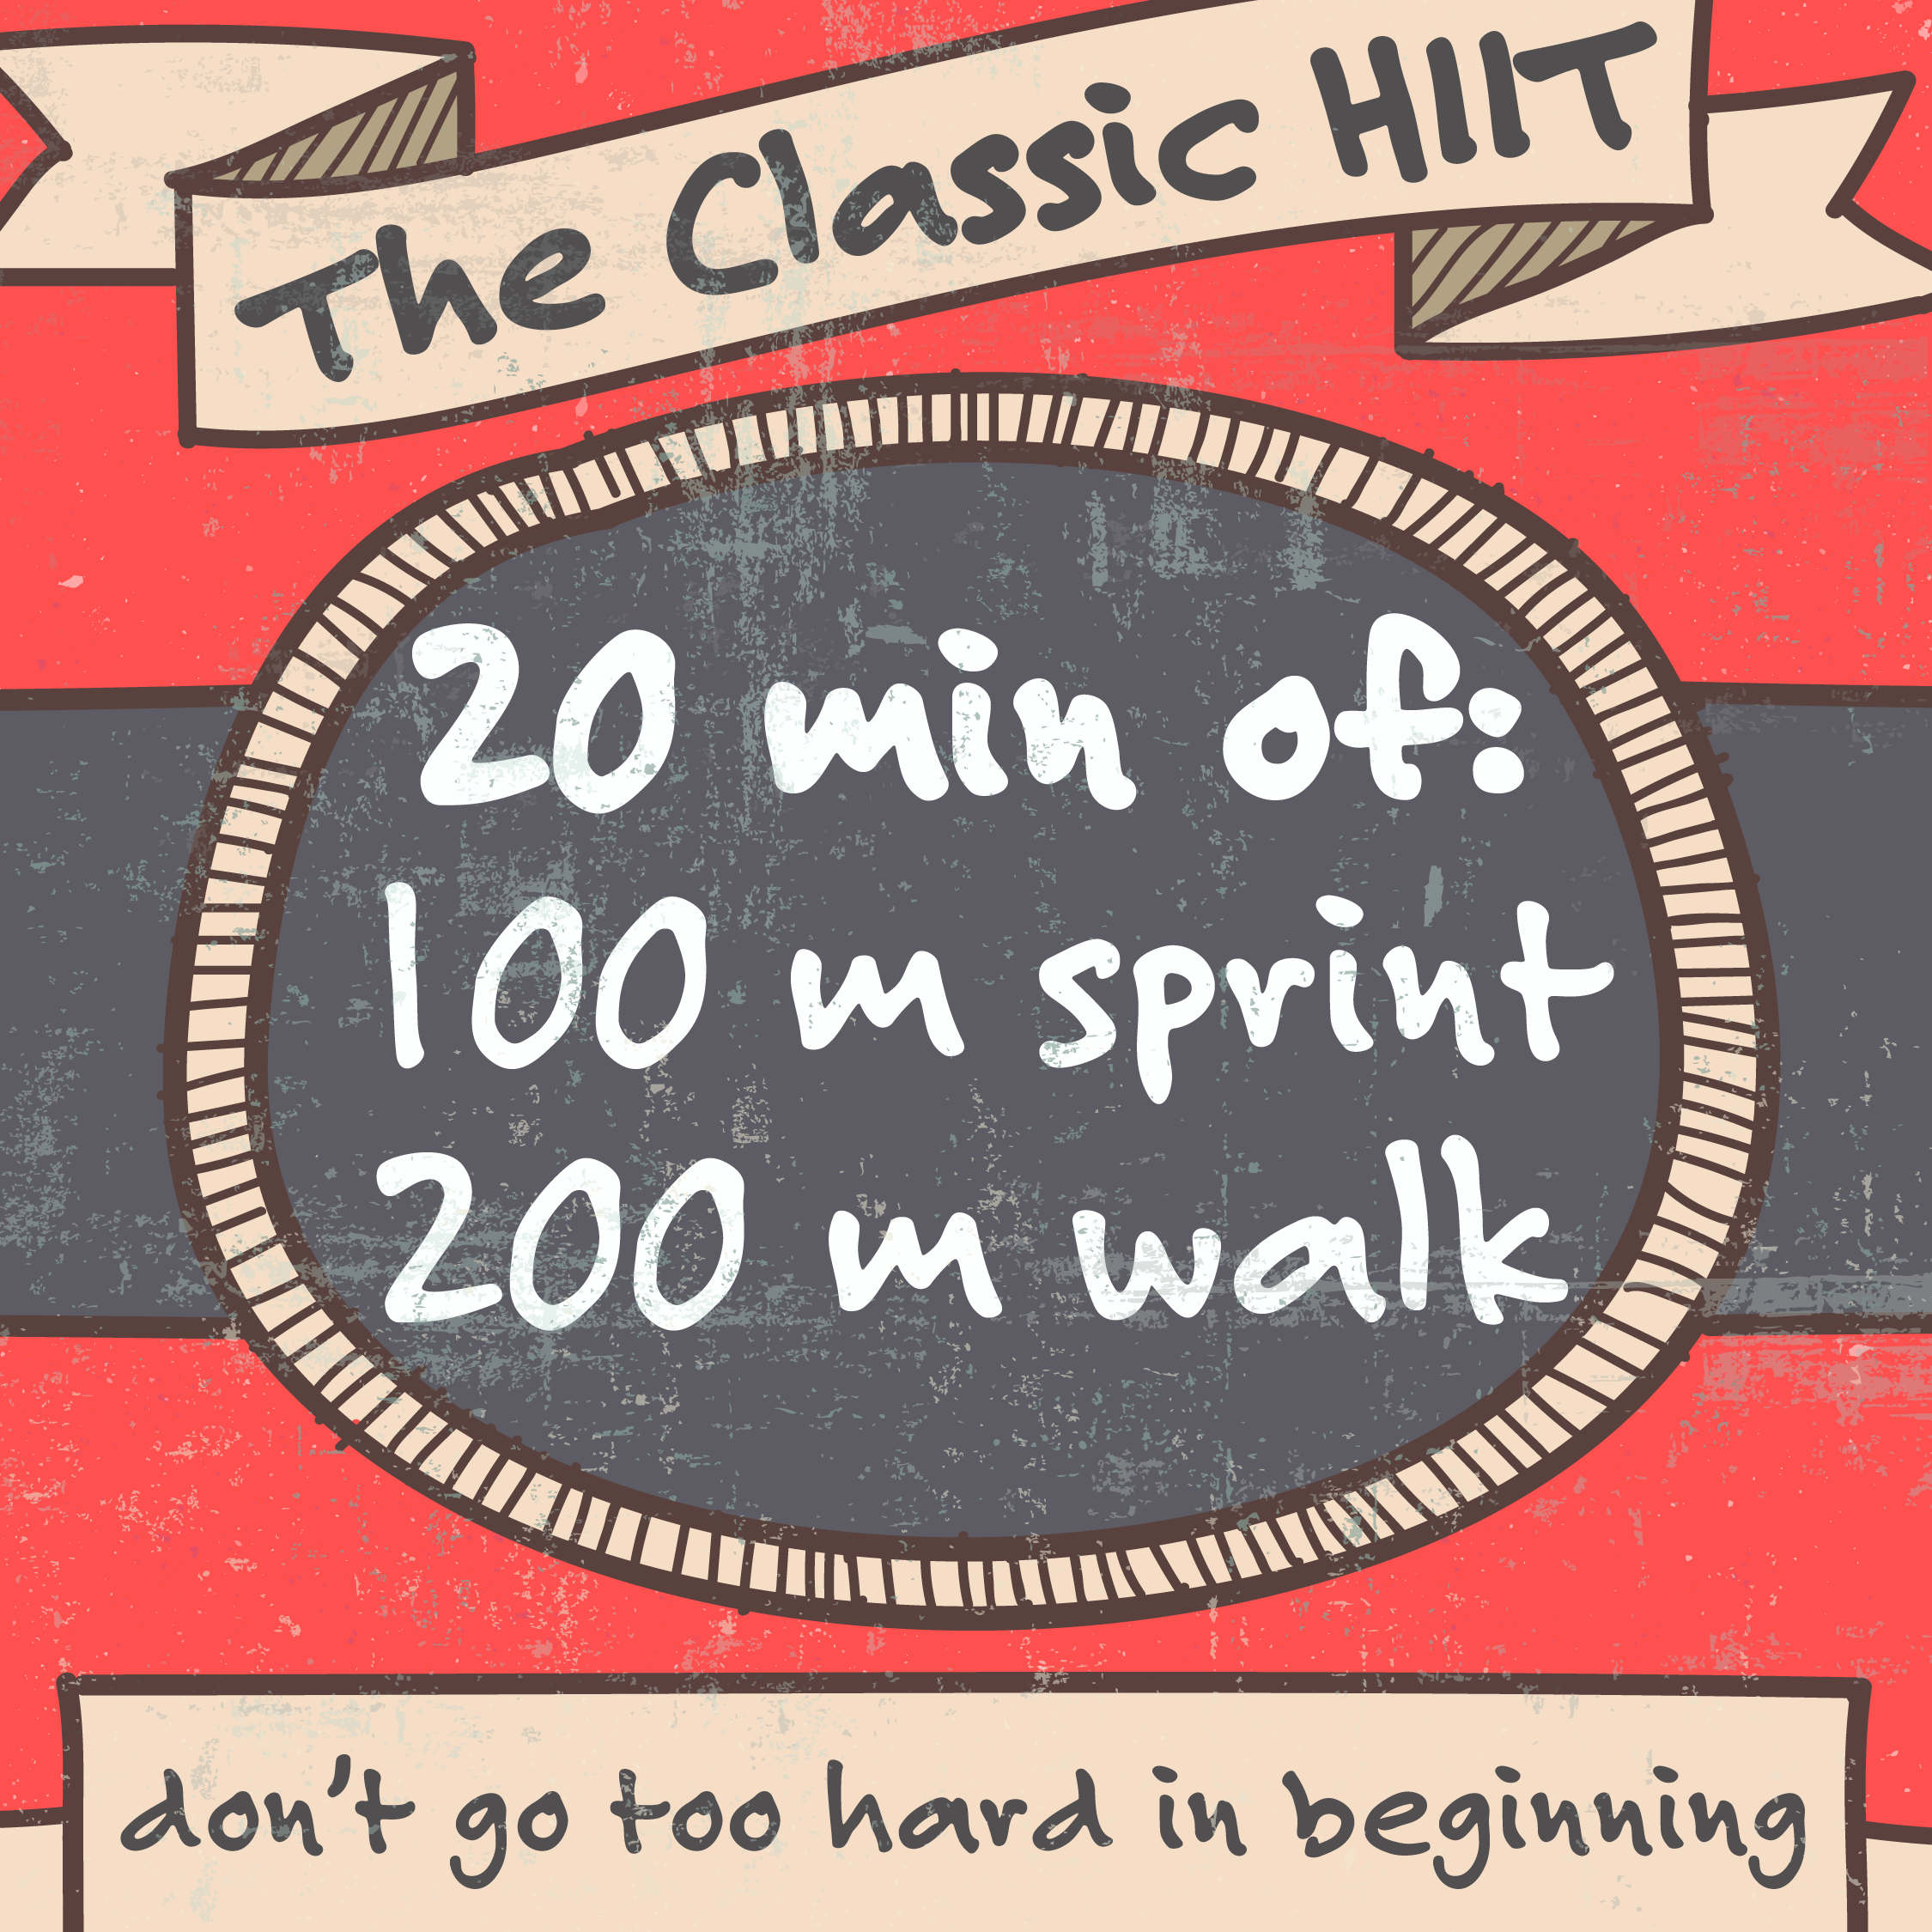 The Classic HIIT
20 min of:
100 m sprint
200 m walk
don't go too hard in beginning